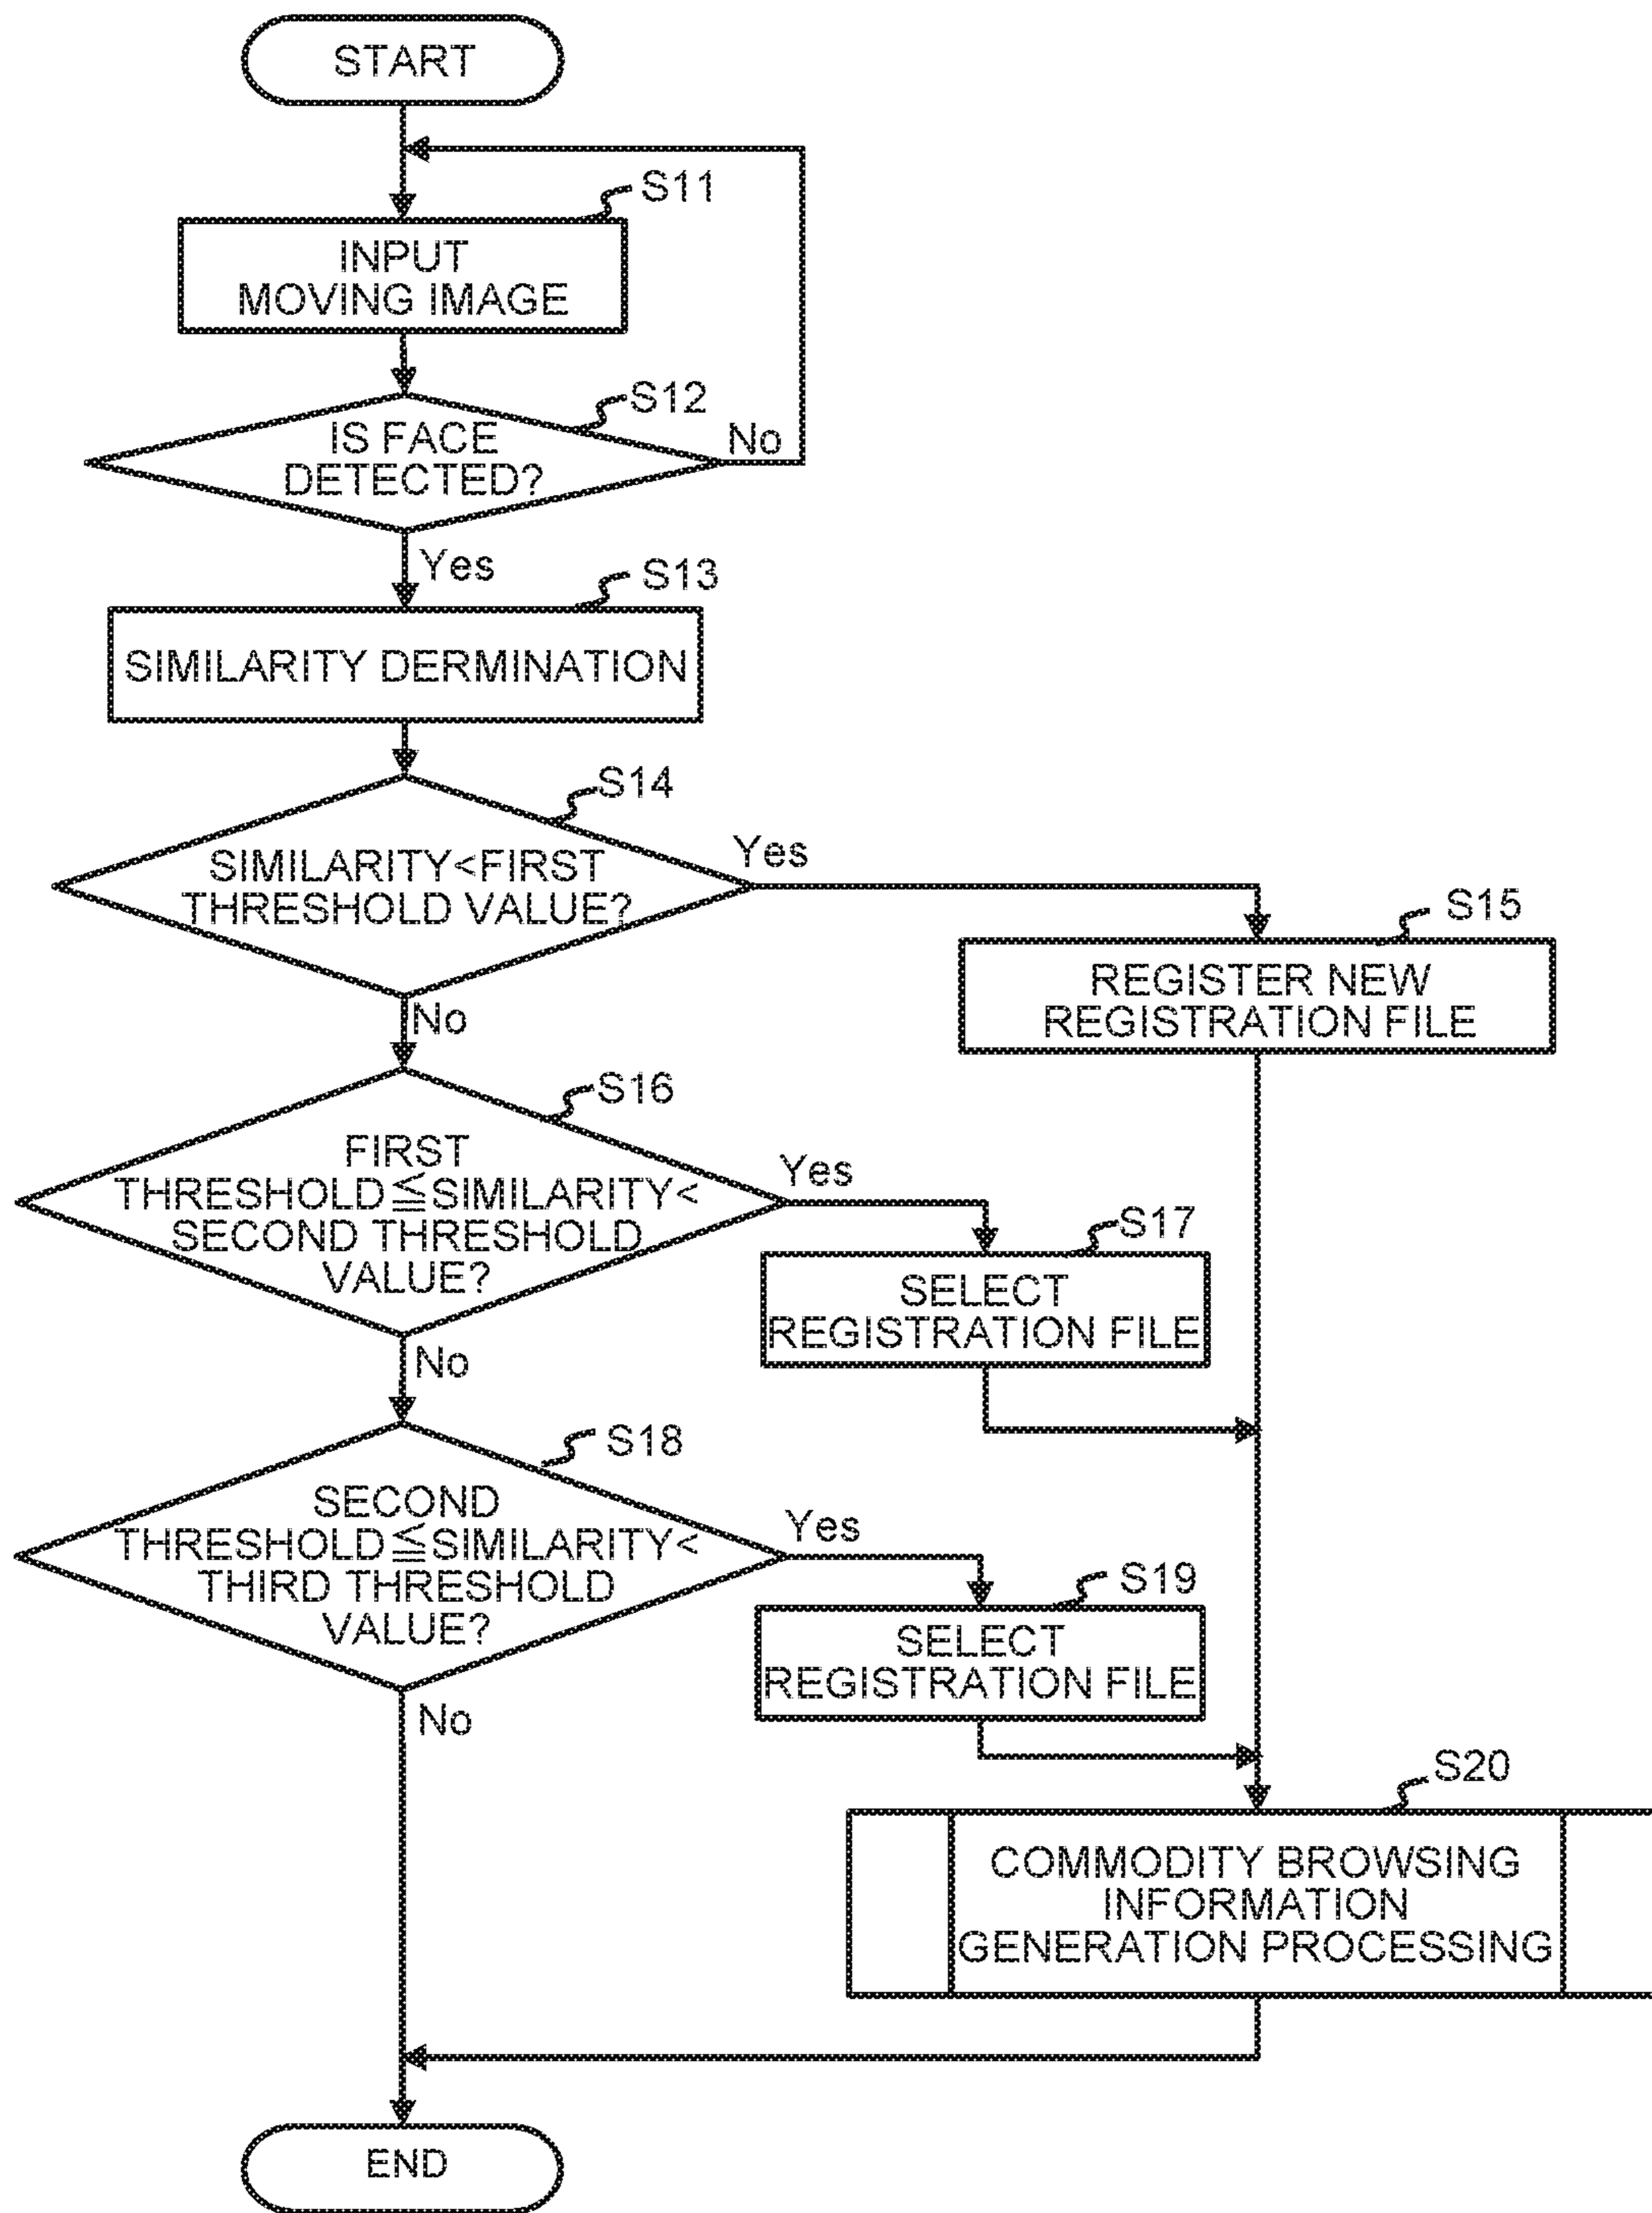 START
S11
INPUT
MOVING IMAGE
S12
IS FACE
DETECTED?
No
Yes
S13
SIMILARITY DERMINATION
S14
SIMILARITY<FIRST
THRESHOLD VALUE?
Yes
No
S15
REGISTER NEW
REGISTRATION FILE
S16
FIRST
THRESHOLD≦SIMILARITY<
SECOND THRESHOLD
VALUE?
Yes
No
S17
SELECT
REGISTRATION FILE
S18
SECOND
THRESHOLD≦SIMILARITY<
THIRD THRESHOLD
VALUE?
Yes
No
S19
SELECT
REGISTRATION FILE
S20
COMMODITY BROWSING
INFORMATION
GENERATION PROCESSING
END